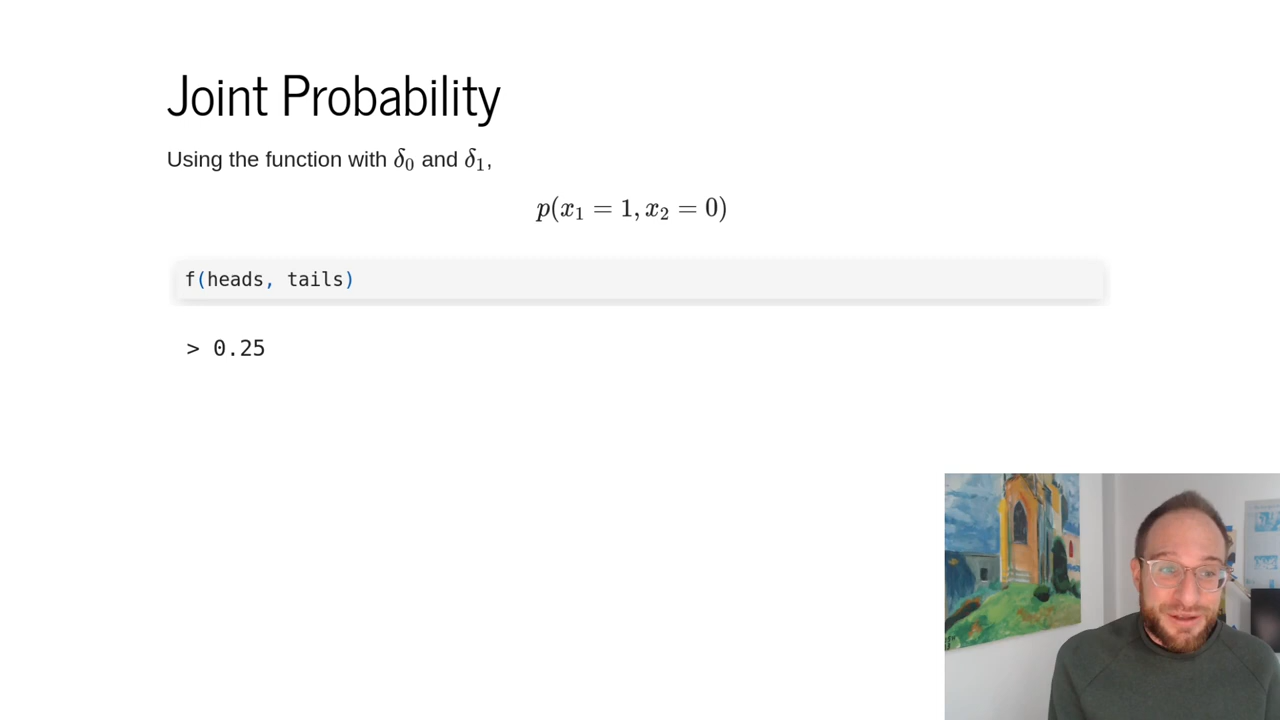 Joint Probability
Using the function with δ₀ and δ₁,
p(x₁ = 1, x₂ = 0)
f(heads, tails)
> 0.25